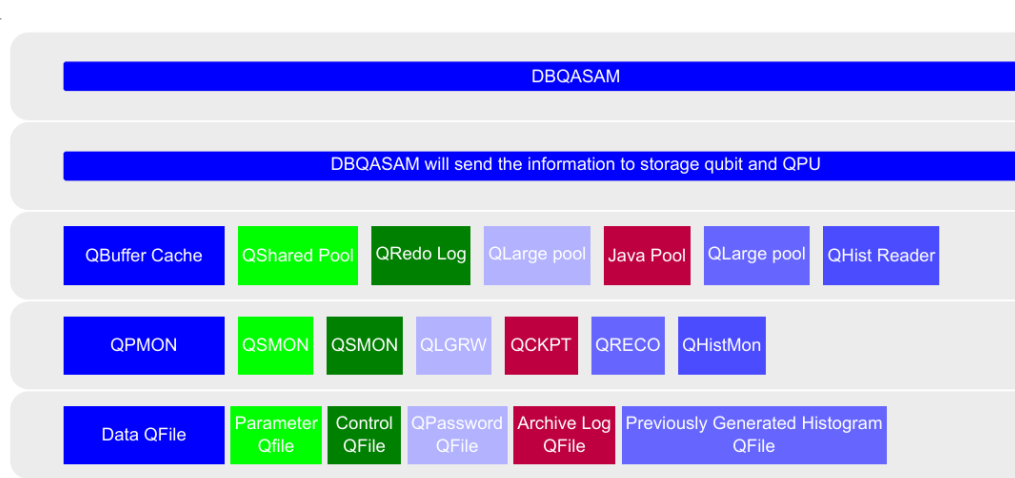 DBQASAM
DBQASAM will send the information to storage qubit and QPU
QBuffer Cache QShared Pool QRedo Log QLarge pool Java Pool QLarge pool QHist Reader
QPMON QSMON QSMON QLGRW QCKPT QRECO QHistMon
Data QFile
Parameter
Qfile
Control
QFile
QPassword
QFile
Archive Log
QFile
Previously Generated Histogram
QFile